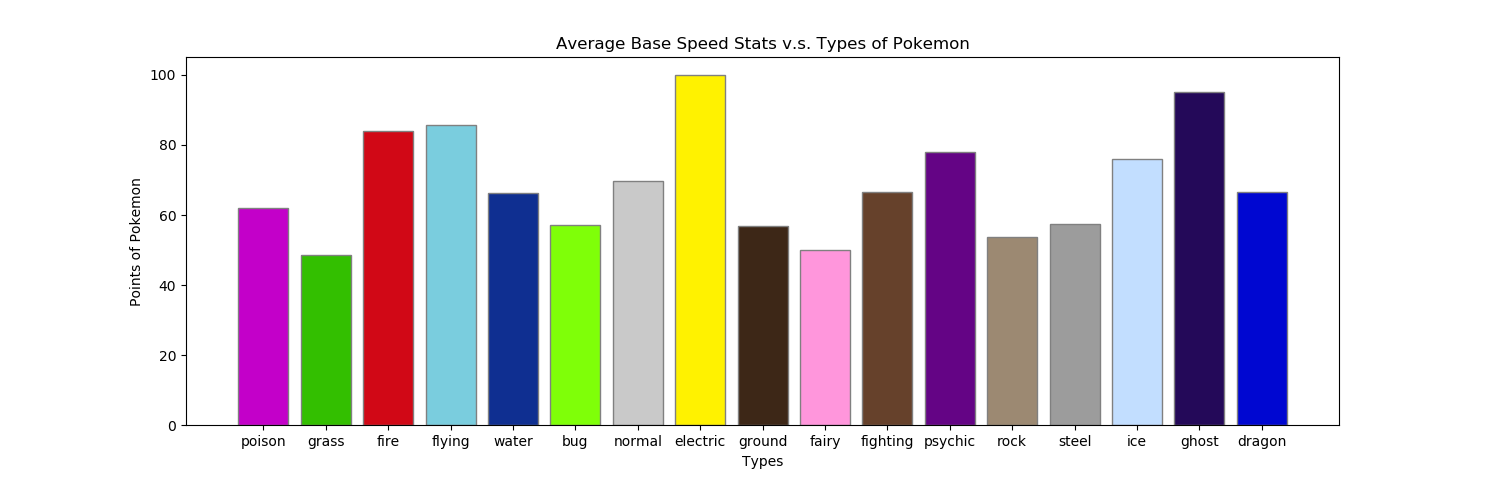 Average Base Speed Stats v.s. Types of Pokemon
Points of Pokemon
100
80
60
40
20
0
poison grass fire flying water bug normal electric ground fairy fighting psychic rock steel ice ghost dragon
Types